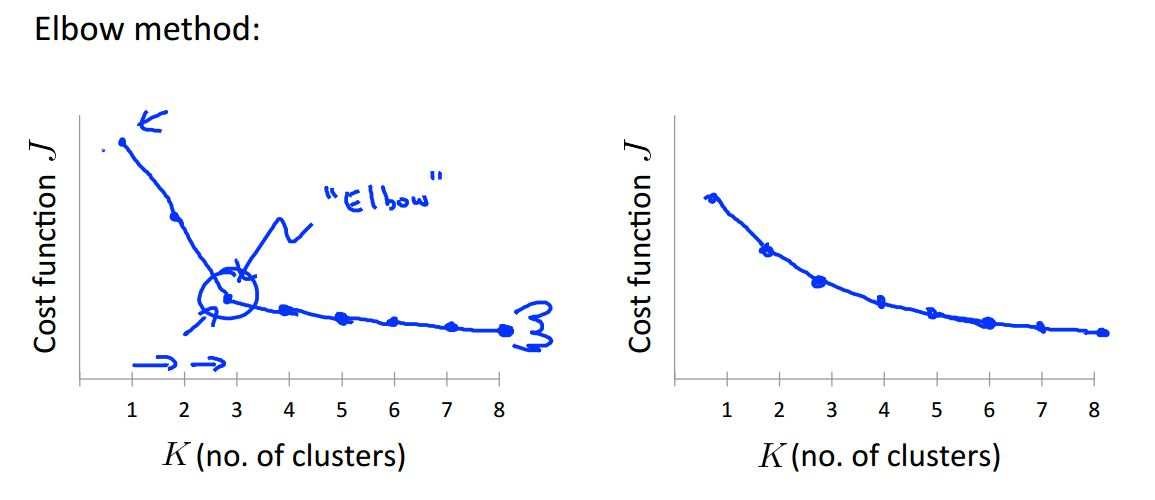 Elbow method:
Cost function J
"Elbow"
1 2 3 4 5 6 7 8
K (no. of clusters)
Cost function J
1 2 3 4 5 6 7 8
K (no. of clusters)